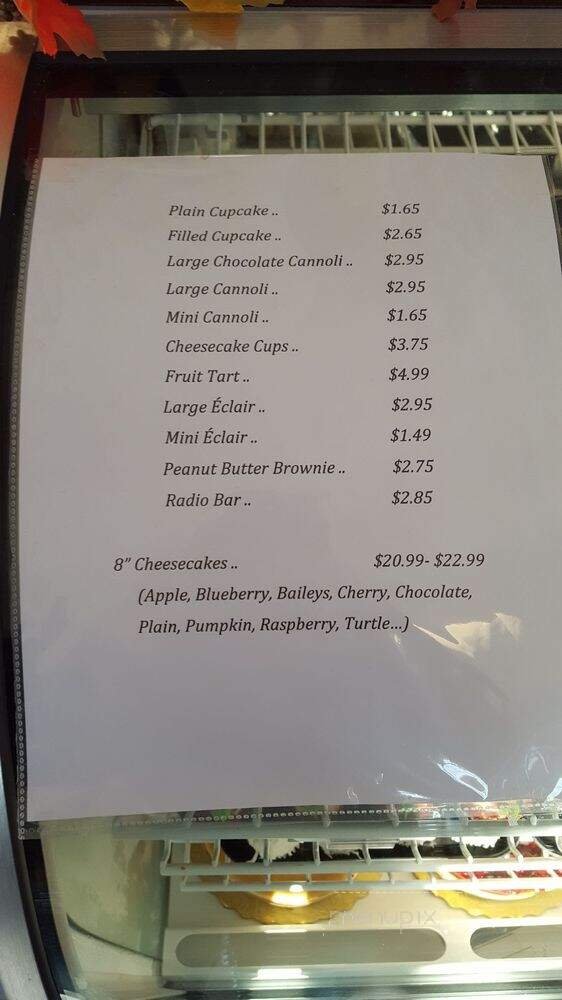 Plain Cupcake .. $1.65
Filled Cupcake .. $2.65
Large Chocolate Cannoli .. $2.95
Large Cannoli .. $2.95
Mini Cannoli .. $1.65
Cheesecake Cups .. $3.75
Fruit Tart .. $4.99
Large Éclair .. $2.95
Mini Éclair .. $1.49
Peanut Butter Brownie .. $2.75
Radio Bar .. $2.85
8" Cheesecakes .. $20.99- $22.99
(Apple, Blueberry, Baileys, Cherry, Chocolate,
Plain, Pumpkin, Raspberry, Turtle...)
menupix